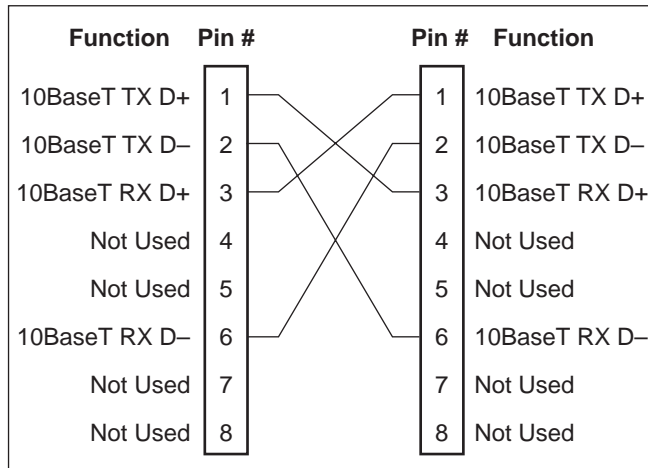 Function Pin # Pin # Function
10BaseT TX D+ 1 1 10BaseT TX D+
10BaseT TX D– 2 2 10BaseT TX D–
10BaseT RX D+ 3 3 10BaseT RX D+
Not Used 4 4 Not Used
Not Used 5 5 Not Used
10BaseT RX D– 6 6 10BaseT RX D–
Not Used 7 7 Not Used
Not Used 8 8 Not Used